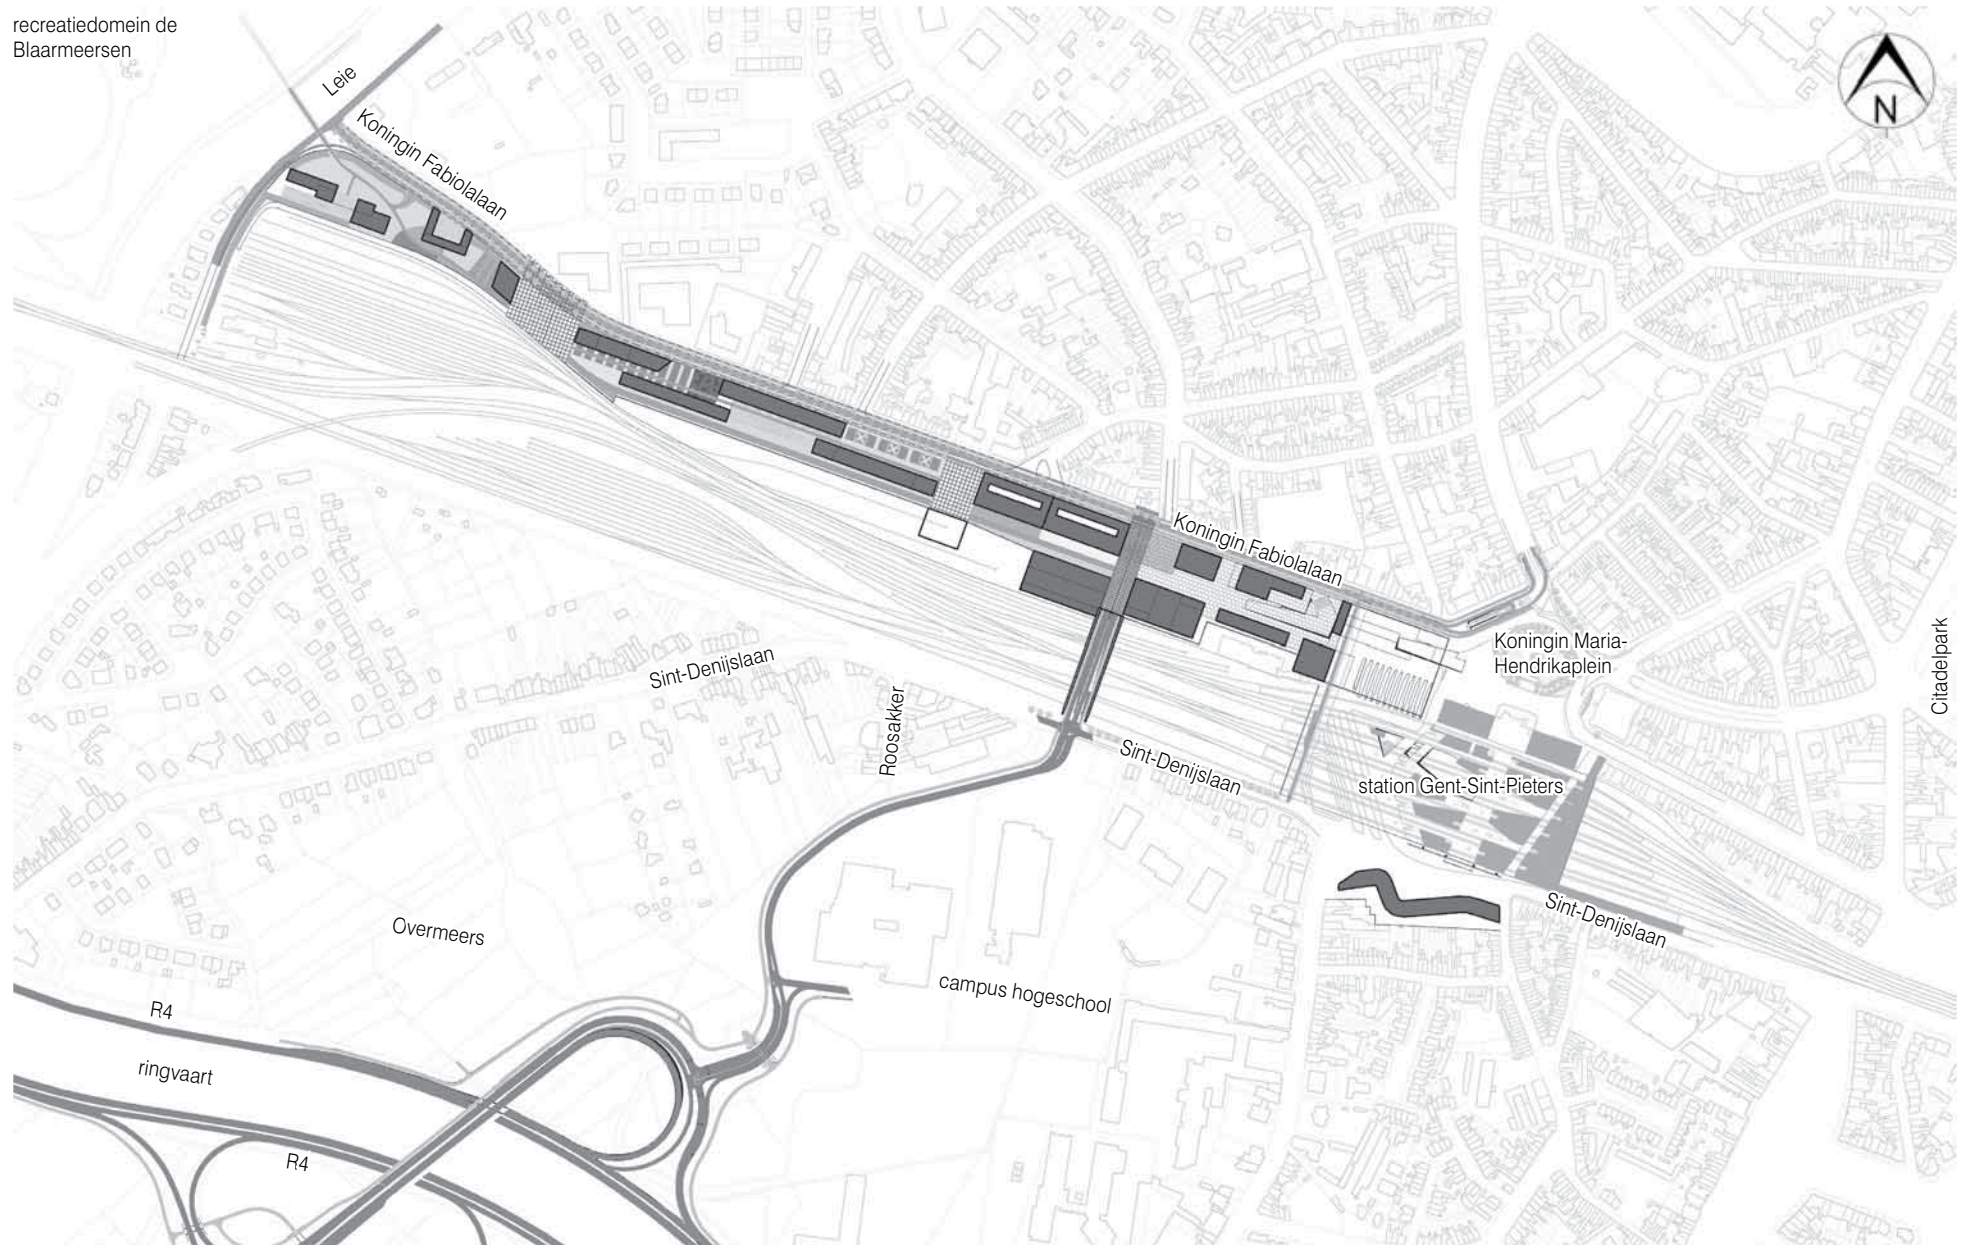 recreatiedomein de
Blaarmeersen
Leie
Koningin Fabiolalaan
N
Koningin Fabiolalaan
Koningin Maria-
Hendrikaplein
Citadelpark
Sint-Denijslaan
Roosakker
Sint-Denijslaan
station Gent-Sint-Pieters
Sint-Denijslaan
Overmeers
campus hogeschool
R4
ringvaart
R4